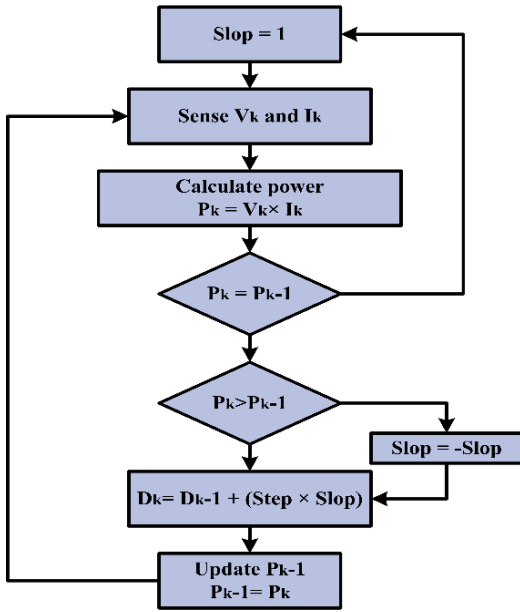 Slop = 1
Sense Vk and Ik
Calculate power
Pk = Vk× Ik
Pk = Pk-1
Pk>Pk-1
Slop = -Slop
Dk= Dk-1 + (Step × Slop)
Update Pk-1
Pk-1= Pk